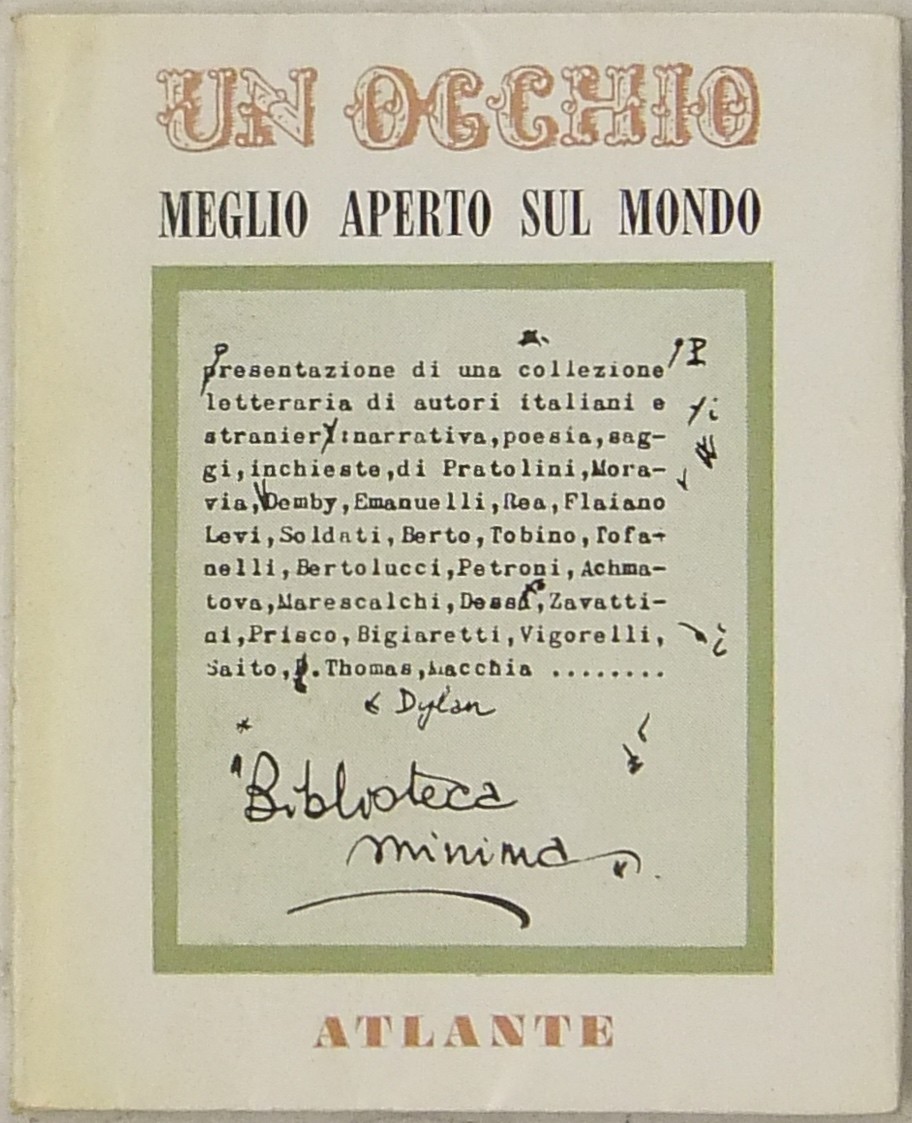 UN OCCHIO
MEGLIO APERTO SUL MONDO
presentazione di una collezione /P
letteraria di autori italiani e
stranier :narrativa,poesia,sag- /i
gi,inchieste,di Pratolini,Mora-
via,Demby,Emanuelli,Rea,Flaiano
Levi,Soldati,Berto,Tobino,Tofa-
nelli,Bertolucci,Petroni,Achma-
tova,Marescalchi,Dessí,Zavatti-
ni,Prisco,Bigiaretti,Vigorelli, i
Saito,D.Thomas,Macchia ........
Dylan
"Biblioteca
minima"
ATLANTE